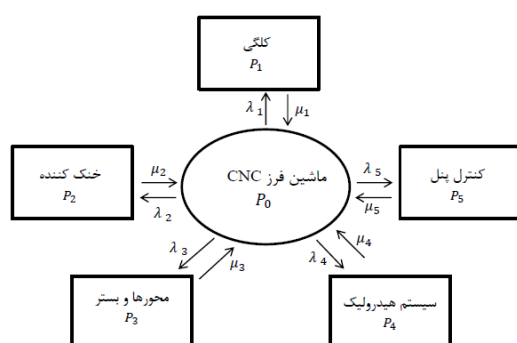 کلگی
P₁
λ₁
μ₁
خنک کننده
P₂
μ₂
λ₂
ماشین فرز CNC
P₀
λ₅
μ₅
کنترل پنل
P₅
λ₃
μ₃
λ₄
μ₄
محورها و بستر
P₃
سیستم هیدرولیک
P₄